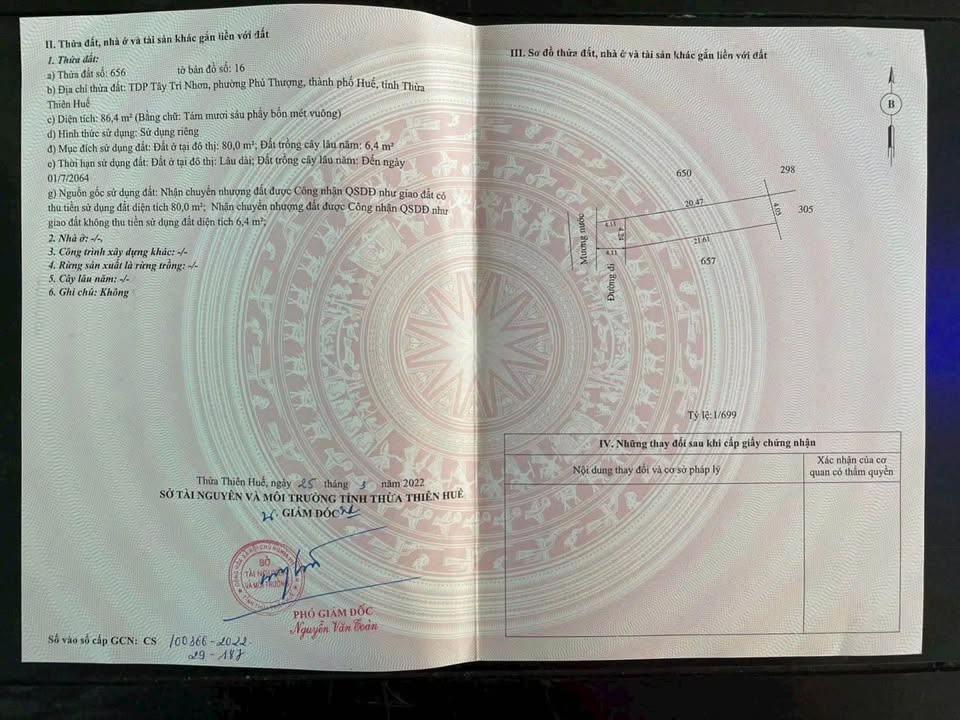 II. Thửa đất, nhà ở và tài sản khác gắn liền với đất
1. Thửa đất:
a) Thửa đất số: 656 tờ bản đồ số: 16
b) Địa chỉ thửa đất: TDP Tây Trì Nhơn, phường Phú Thượng, thành phố Huế, tỉnh Thừa
Thiên Huế
c) Diện tích: 86,4 m² (Bằng chữ: Tám mươi sáu phẩy bốn mét vuông)
d) Hình thức sử dụng: Sử dụng riêng
đ) Mục đích sử dụng đất: Đất ở tại đô thị: 80,0 m²; Đất trồng cây lâu năm: 6,4 m²
e) Thời hạn sử dụng đất: Đất ở tại đô thị: Lâu dài; Đất trồng cây lâu năm: Đến ngày
01/7/2064
g) Nguồn gốc sử dụng đất: Nhận chuyển nhượng đất được Công nhận QSDĐ như giao đất có
thu tiền sử dụng đất diện tích 80,0 m²; Nhận chuyển nhượng đất được Công nhận QSDĐ như
giao đất không thu tiền sử dụng đất diện tích 6,4 m²;
2. Nhà ở: -/-,
3. Công trình xây dựng khác: -/-
4. Rừng sản xuất là rừng trồng: -/-
5. Cây lâu năm: -/-
6. Ghi chú: Không
Thừa Thiên Huế, ngày 25 tháng 3 năm 2022
SỞ TÀI NGUYÊN VÀ MÔI TRƯỜNG TỈNH THỪA THIÊN HUẾ
GIÁM ĐỐC
PHÓ GIÁM ĐỐC
Nguyễn Văn Toàn
Số vào sổ cấp GCN: CS /00366-2022
29-187
III. Sơ đồ thửa đất, nhà ở và tài sản khác gắn liền với đất
B
650
298
305
657
20.47
4.05
21.61
4.11
4.24
4.11
Mương nước
Đường đi
Tỷ lệ:1/699
IV. Những thay đổi sau khi cấp giấy chứng nhận
Nội dung thay đổi và cơ sở pháp lý
Xác nhận của cơ
quan có thẩm quyền